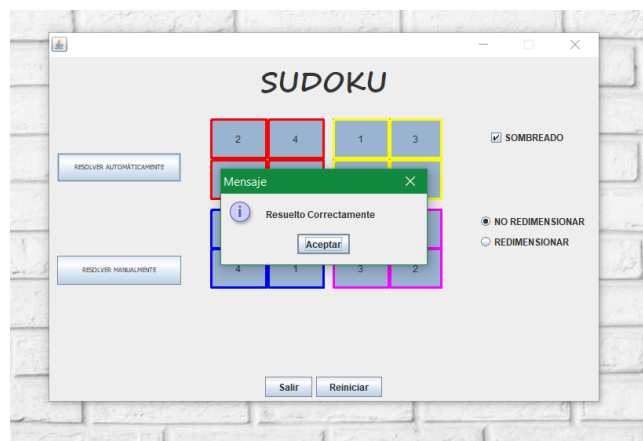 SUDOKU
2 4 1 3
SOMBREADO
RESOLVER AUTOMÁTICAMENTE
Mensaje
Resuelto Correctamente
Aceptar
NO REDIMENSIONAR
REDIMENSIONAR
RESOLVER MANUALMENTE
4 1 3 2
Salir Reiniciar